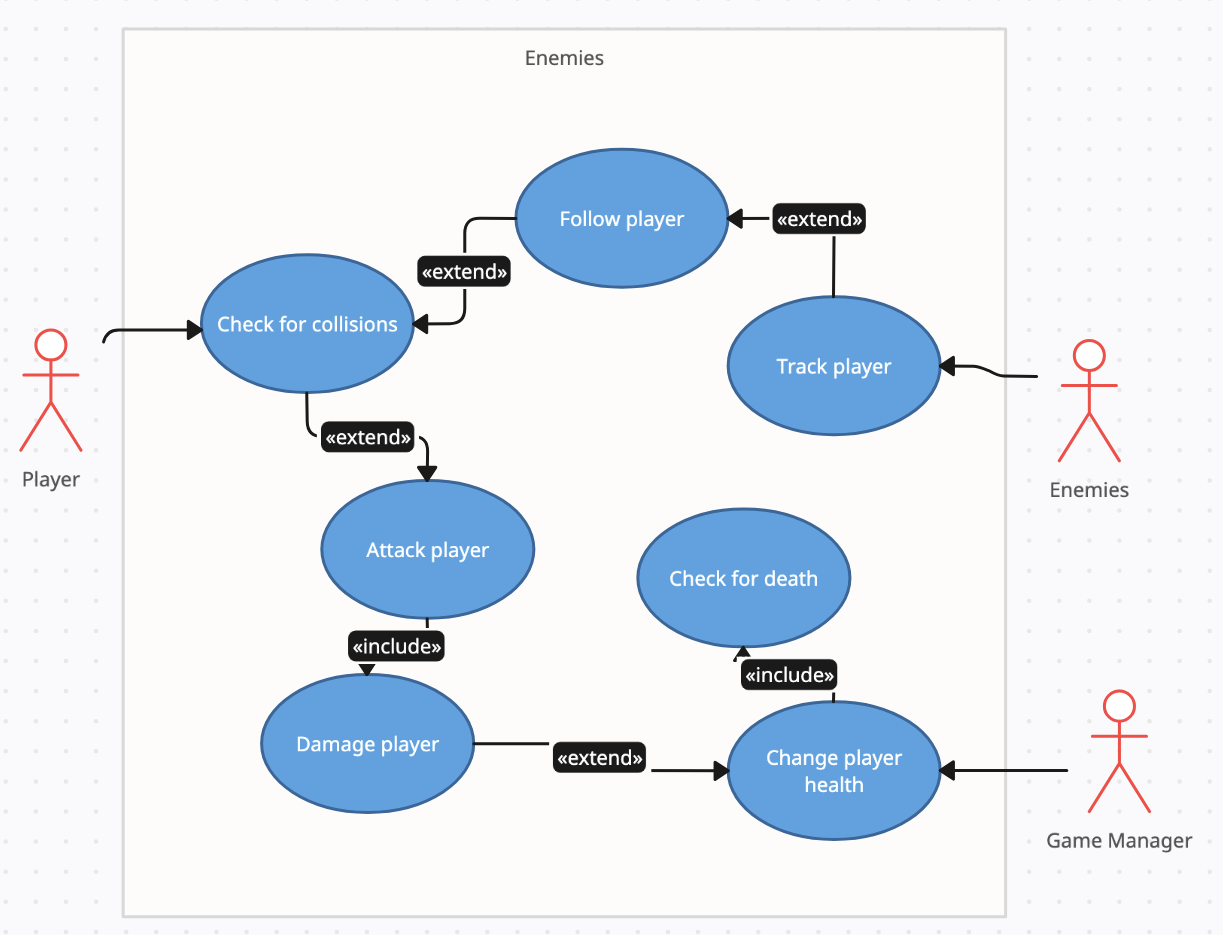 Enemies
Follow player
«extend»
«extend»
Check for collisions
Track player
Player
«extend»
Enemies
Attack player
Check for death
«include»
«include»
Damage player
«extend»
Change player
health
Game Manager